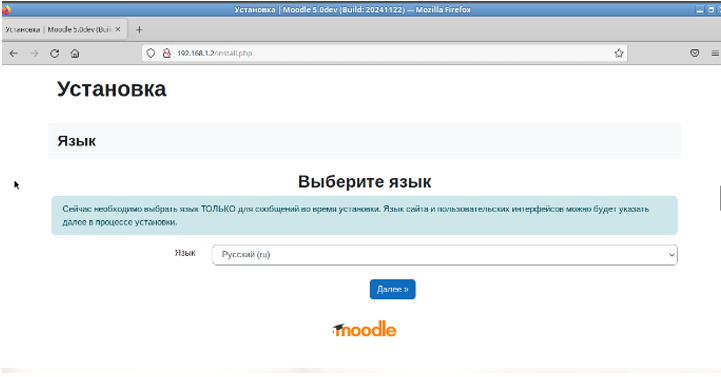 Установка | Moodle 5.0dev (Build: 20241122) — Mozilla Firefox
Установка | Moodle 5.0dev (Buil
192.168.1.2/install.php
Установка
Язык
Выберите язык
Сейчас необходимо выбрать язык ТОЛЬКО для сообщений во время установки. Язык сайта и пользовательских интерфейсов можно будет указать
далее в процессе установки.
Язык Русский (ru)
Далее »
moodle